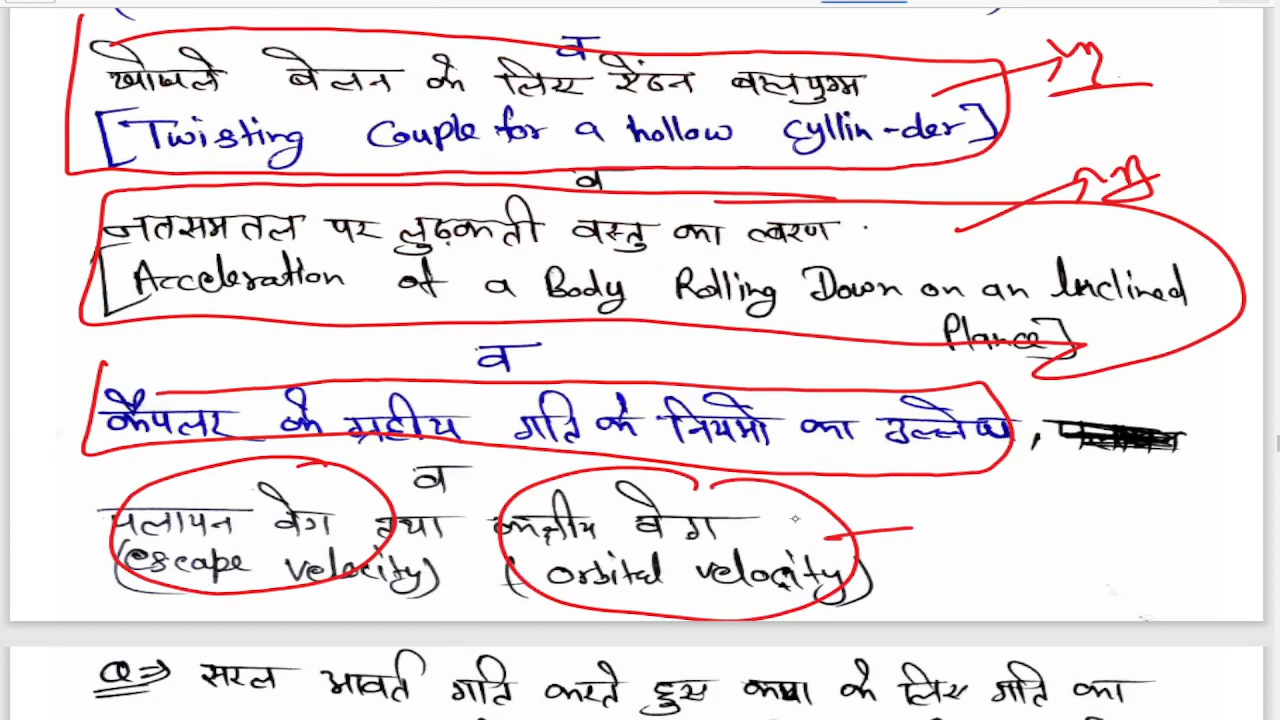 व
खोखले बेलन के लिए ऐंठन बलयुग्म
[Twisting Couple for a hollow Cyllin-der]
व
नतसमतल पर लुढ़कती वस्तु का त्वरण
[Acceleration of a Body Rolling Down on an Inclined
Plance]
व
कैपलर के ग्रहीय गति के नियमो का उल्लेख,
व
पलायन वेग तथा कक्षीय वेग
(escape velocity) (orbital velocity)
Q⇒ सरल आवर्त गति करते हुए कण के लिए गति का